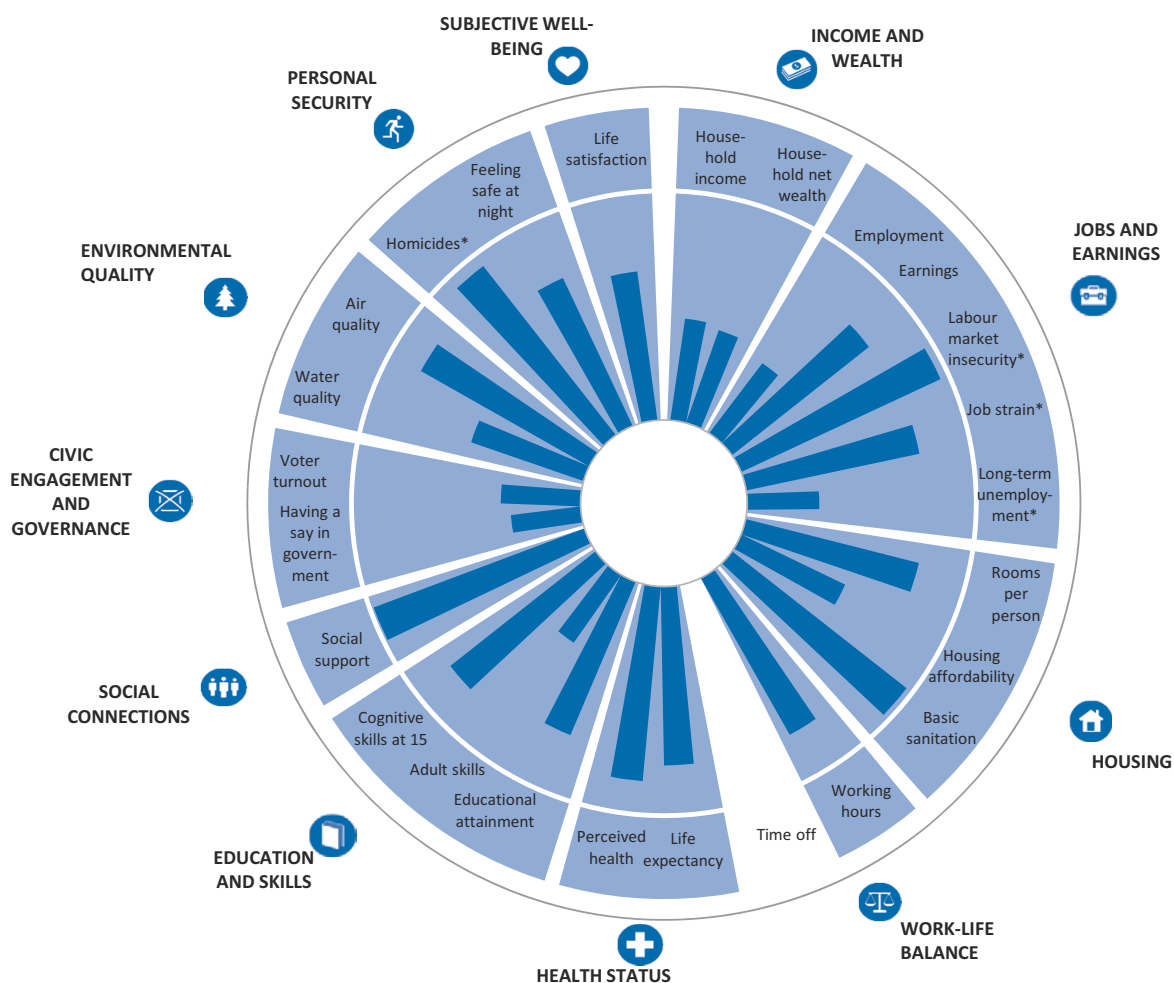 SUBJECTIVE WELL-
BEING
INCOME AND
WEALTH
PERSONAL
SECURITY
Life
satisfaction
House-
hold
income
House-
hold net
wealth
Feeling
safe at
night
Homicides*
Employment
Earnings
JOBS AND
EARNINGS
ENVIRONMENTAL
QUALITY
Air
quality
Water
quality
Labour
market
insecurity*
Job strain*
Long-term
unemploy-
ment*
CIVIC
ENGAGEMENT
AND
GOVERNANCE
Voter
turnout
Having a
say in
govern-
ment
Rooms
per
person
Housing
affordability
Basic
sanitation
HOUSING
Social
support
SOCIAL
CONNECTIONS
Cognitive
skills at 15
Adult skills
Educational
attainment
EDUCATION
AND SKILLS
Perceived
health
Life
expectancy
Time off
Working
hours
WORK-LIFE
BALANCE
HEALTH STATUS